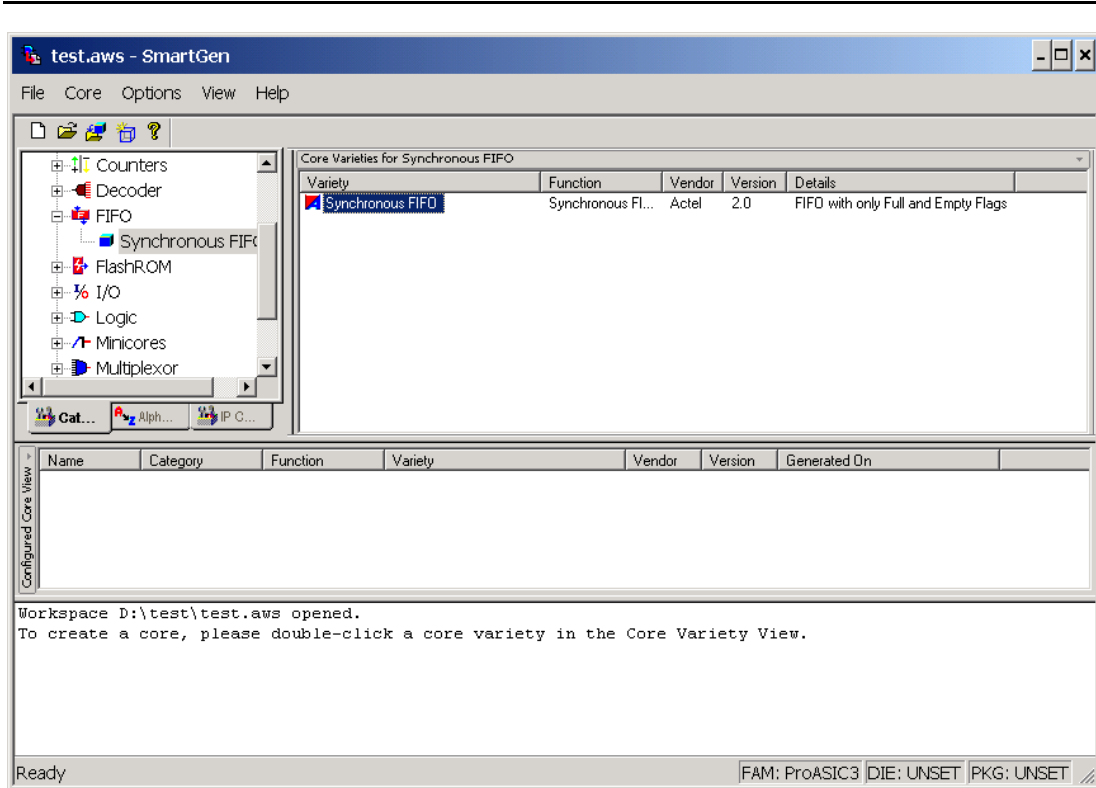 test.aws - SmartGen
File Core Options View Help
Counters
Decoder
FIFO
Synchronous FIF
FlashROM
I/O
Logic
Minicores
Multiplexor
Cat... Alph... IP C...
Core Varieties for Synchronous FIFO
Variety Function Vendor Version Details
Synchronous FIFO Synchronous FI... Actel 2.0 FIFO with only Full and Empty Flags
Configured Core View
Name Category Function Variety Vendor Version Generated On
Workspace D:\test\test.aws opened.
To create a core, please double-click a core variety in the Core Variety View.
Ready FAM: ProASIC3 DIE: UNSET PKG: UNSET